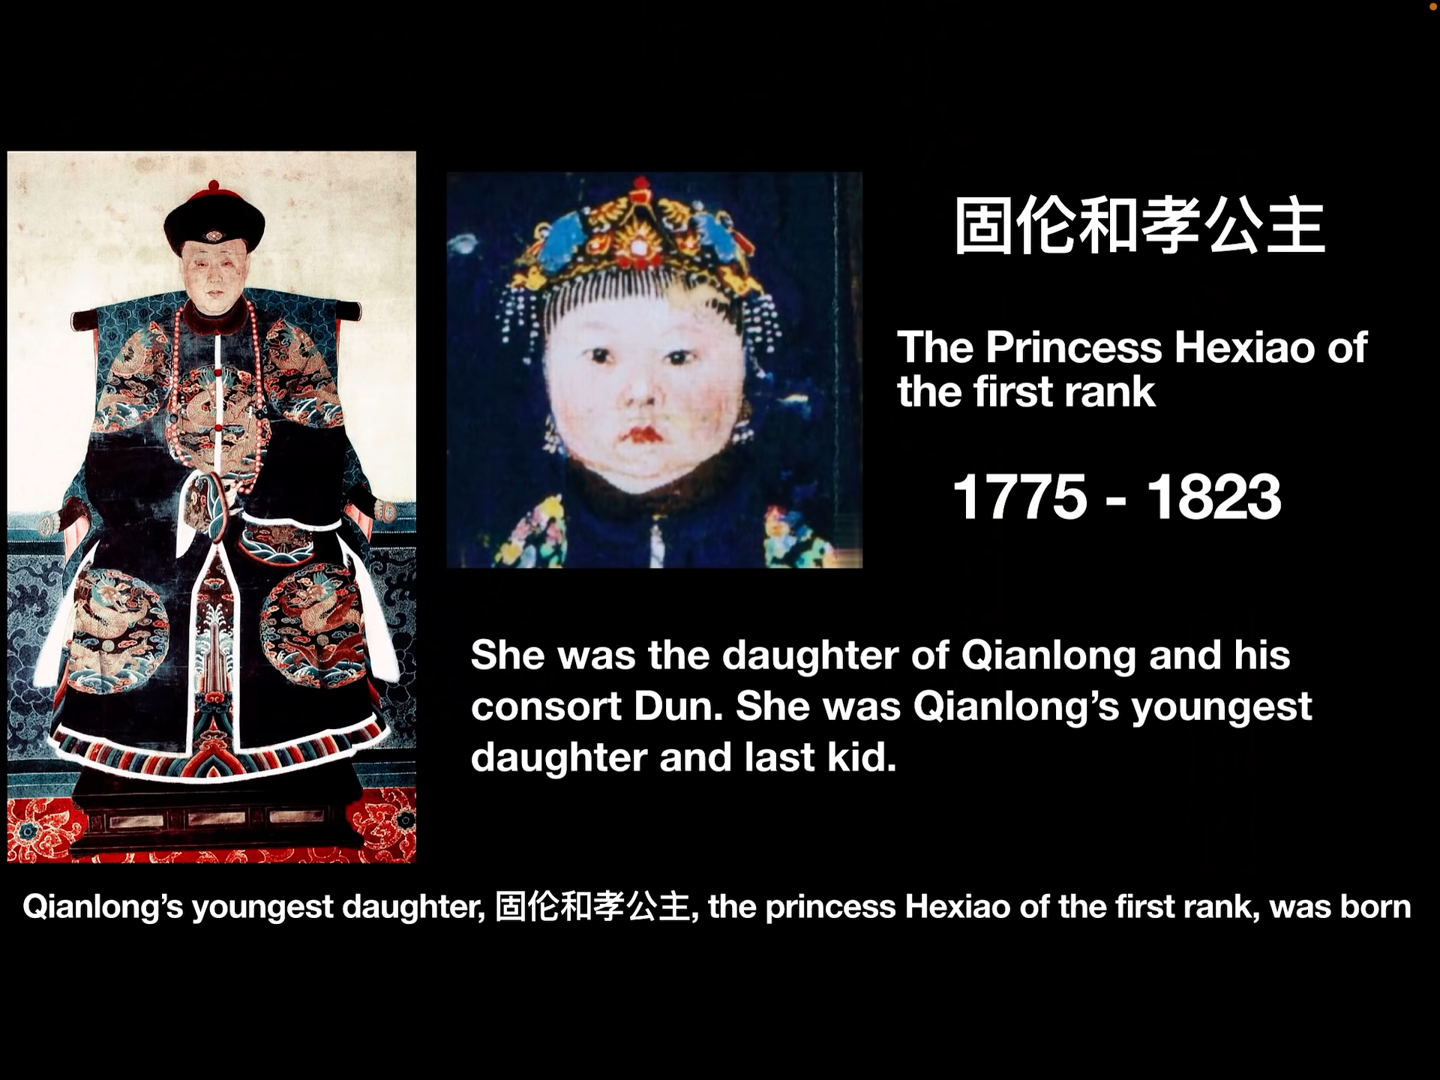 固伦和孝公主
The Princess Hexiao of
the first rank
1775 - 1823
She was the daughter of Qianlong and his
consort Dun. She was Qianlong’s youngest
daughter and last kid.
Qianlong’s youngest daughter, 固伦和孝公主, the princess Hexiao of the first rank, was born